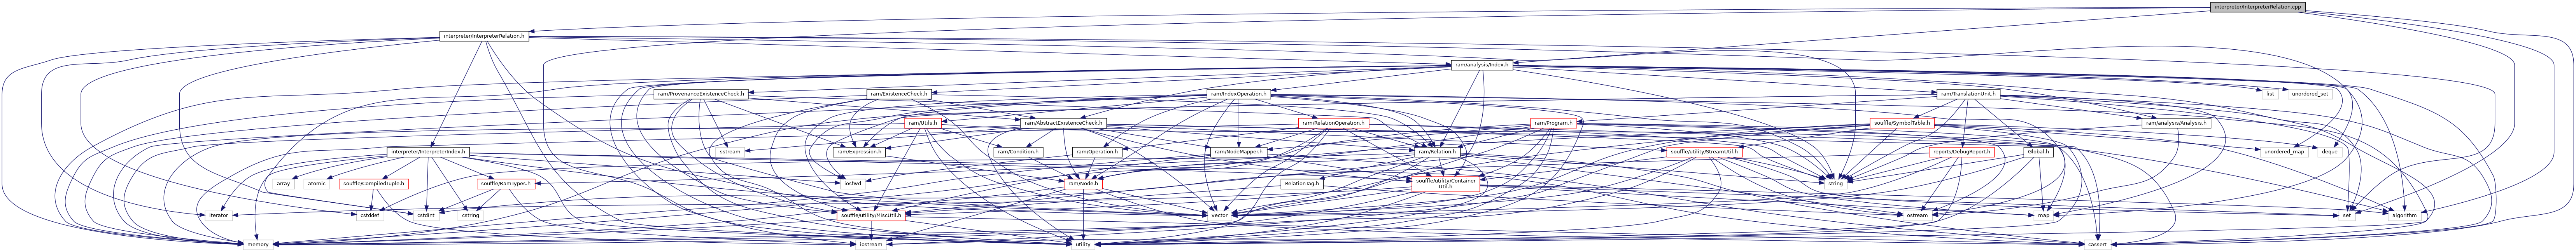 interpreter/InterpreterRelation.cpp
interpreter/InterpreterRelation.h
ram/analysis/Index.h
ram/ProvenanceExistenceCheck.h
ram/ExistenceCheck.h
ram/IndexOperation.h
ram/TranslationUnit.h
list
unordered_set
ram/Utils.h
ram/AbstractExistenceCheck.h
ram/RelationOperation.h
ram/Program.h
souffle/SymbolTable.h
ram/analysis/Analysis.h
interpreter/InterpreterIndex.h
sstream
ram/Expression.h
ram/Condition.h
ram/Operation.h
ram/NodeMapper.h
ram/Relation.h
souffle/utility/StreamUtil.h
reports/DebugReport.h
Global.h
unordered_map
deque
array
atomic
souffle/CompiledTuple.h
souffle/RamTypes.h
iosfwd
ram/Node.h
RelationTag.h
souffle/utility/Container
Util.h
string
iterator
cstddef
cstdint
cstring
souffle/utility/MiscUtil.h
vector
ostream
map
set
algorithm
memory
iostream
utility
cassert